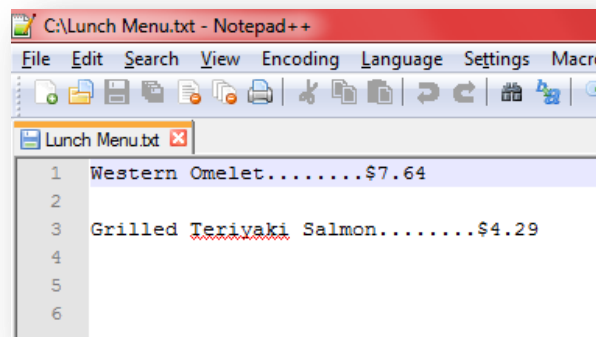 C:\Lunch Menu.txt - Notepad++
File Edit Search View Encoding Language Settings Macro
Lunch Menu.txt
1 Western Omelet........$7.64
2
3 Grilled Teriyaki Salmon........$4.29
4
5
6